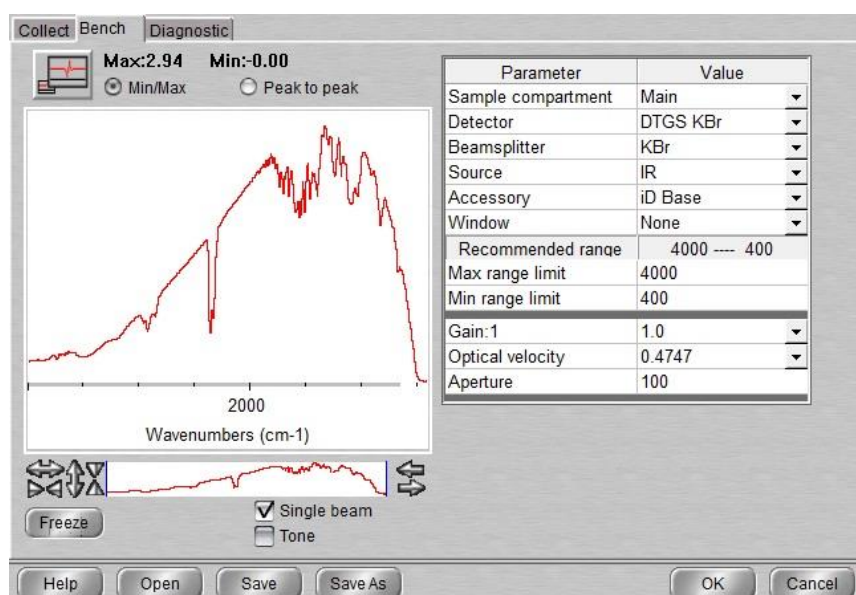 Collect Bench Diagnostic
Max:2.94 Min:-0.00
Min/Max Peak to peak
2000
Wavenumbers (cm-1)
Single beam
Freeze
Tone
Parameter Value
Sample compartment Main
Detector DTGS KBr
Beamsplitter KBr
Source IR
Accessory iD Base
Window None
Recommended range 4000 ---- 400
Max range limit 4000
Min range limit 400
Gain:1 1.0
Optical velocity 0.4747
Aperture 100
Help Open Save Save As OK Cancel